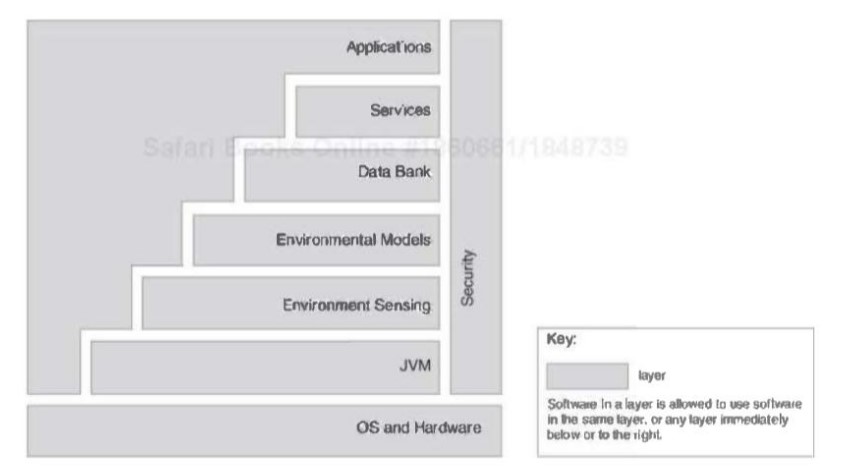 Applications
Services
Safari Books Online #1280661/1848739
Data Bank
Environmental Models
Environment Sensing
Security
JVM
OS and Hardware
Key:
layer
Software in a layer is allowed to use software
in the same layer, or any layer immediately
below or to the right.